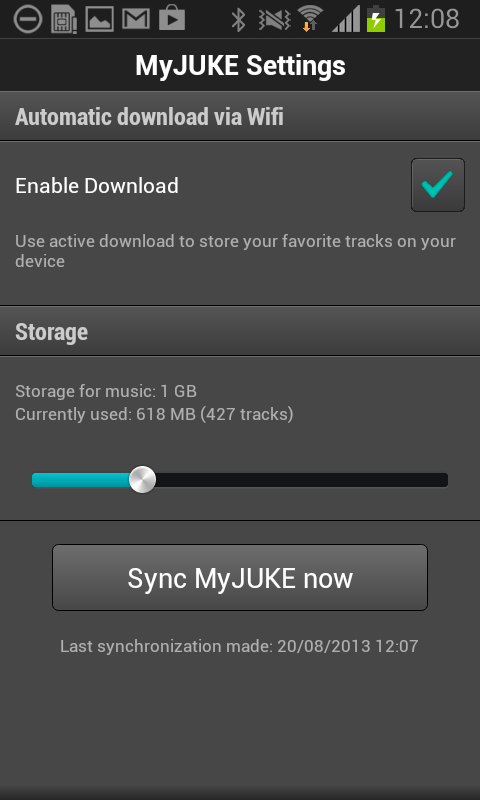 12:08
MyJUKE Settings
Automatic download via Wifi
Enable Download
Use active download to store your favorite tracks on your
device
Storage
Storage for music: 1 GB
Currently used: 618 MB (427 tracks)
Sync MyJUKE now
Last synchronization made: 20/08/2013 12:07